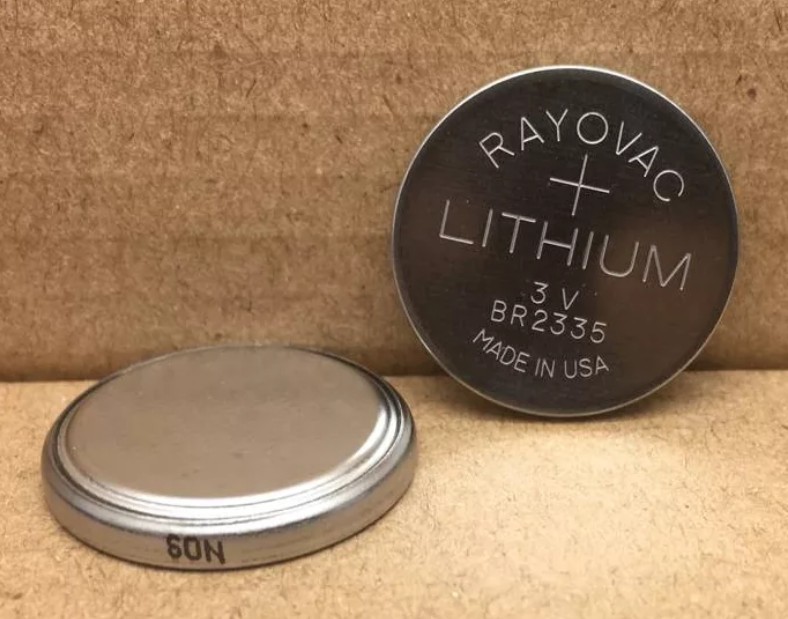 RAYOVAC
+
LITHIUM
3 V
BR2335
MADE IN USA